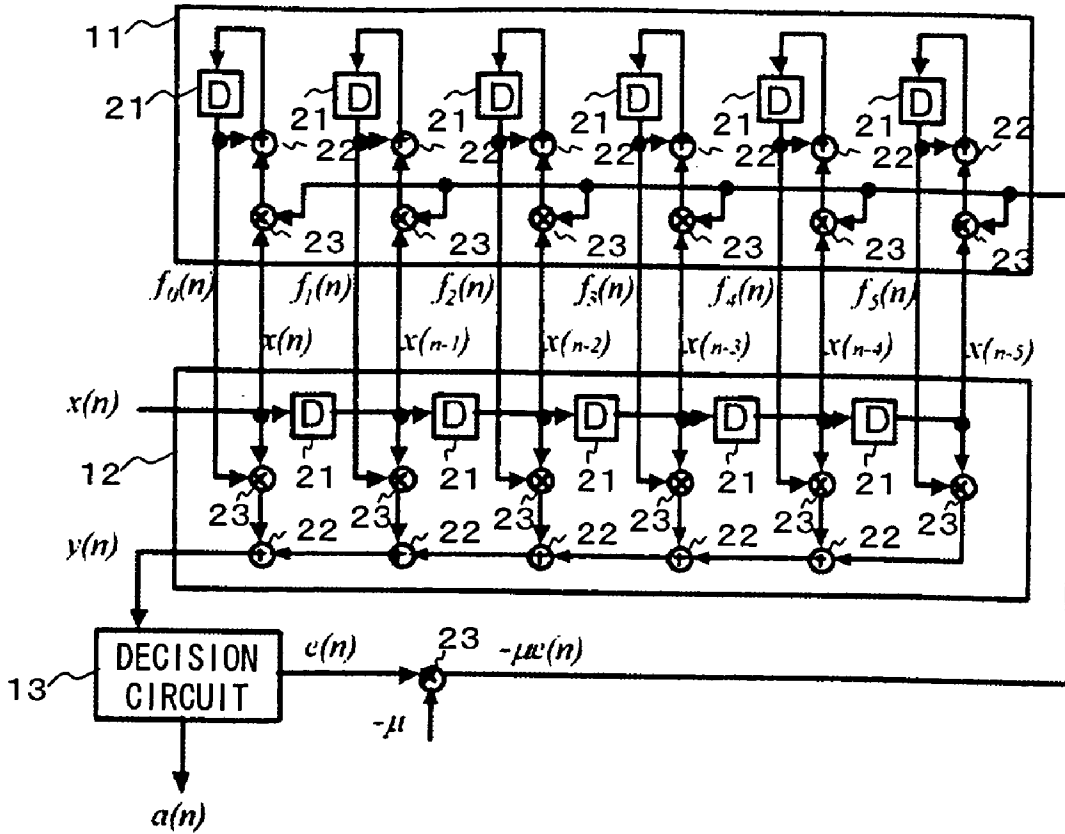 11
D D D D D D
21 21 21 21 21 21
22 22 22 22 22 22
23 23 23 23 23 23
f0(n) f1(n) f2(n) f3(n) f4(n) f5(n)
x(n) x(n-1) x(n-2) x(n-3) x(n-4) x(n-5)
x(n) D D D D D
12
21 21 21 21 21
23 23 23 23 23 23
y(n) 22 22 22 22 22
13
DECISION
CIRCUIT
e(n) 23 -μe(n)
-μ
a(n)